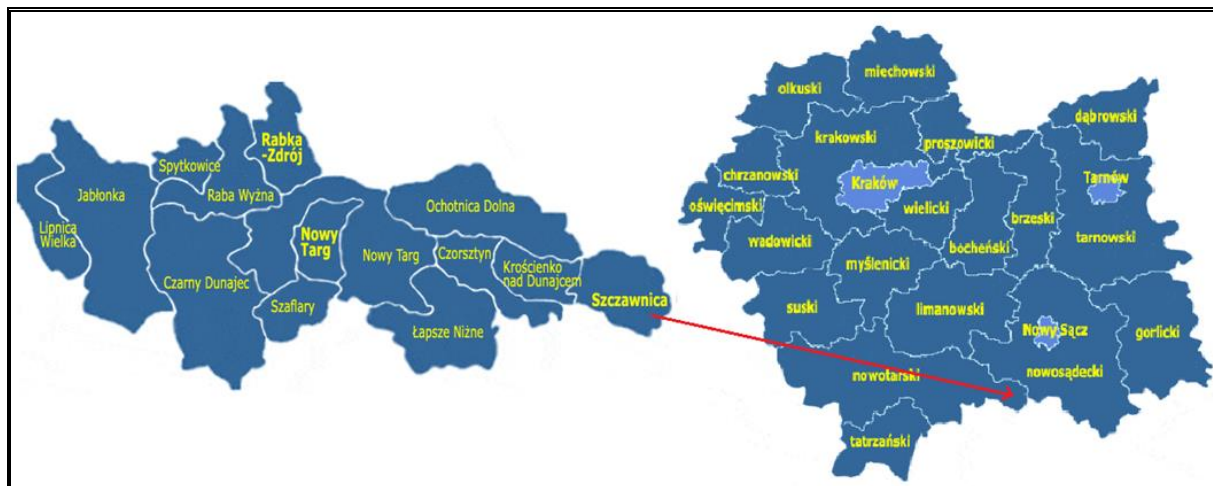 Rabka
-Zdrój
Spytkowice
Jabłonka
Raba Wyżna
Lipnica
Wielka
Ochotnica Dolna
Nowy
Targ
Nowy Targ
Czorsztyn
Krościenko
nad Dunajcem
Czarny Dunajec
Szaflary
Szczawnica
Łapsze Niżne
miechowski
olkuski
dąbrowski
krakowski
proszowicki
chrzanowski
Kraków
Tarnów
oświęcimski
wielicki
brzeski
wadowicki
bocheński
tarnowski
myślenicki
suski
limanowski
Nowy Sącz
gorlicki
nowotarski
nowosądecki
tatrzański